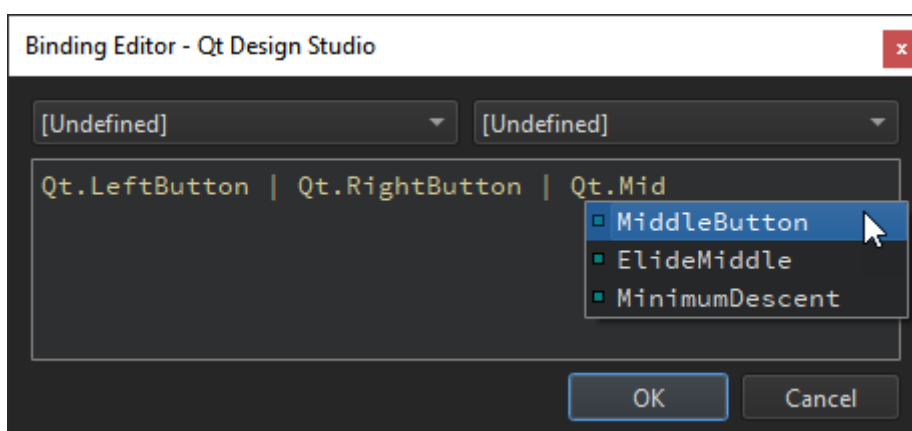 Binding Editor - Qt Design Studio
x
[Undefined] [Undefined]
Qt.LeftButton | Qt.RightButton | Qt.Mid
MiddleButton
ElideMiddle
MinimumDescent
OK Cancel